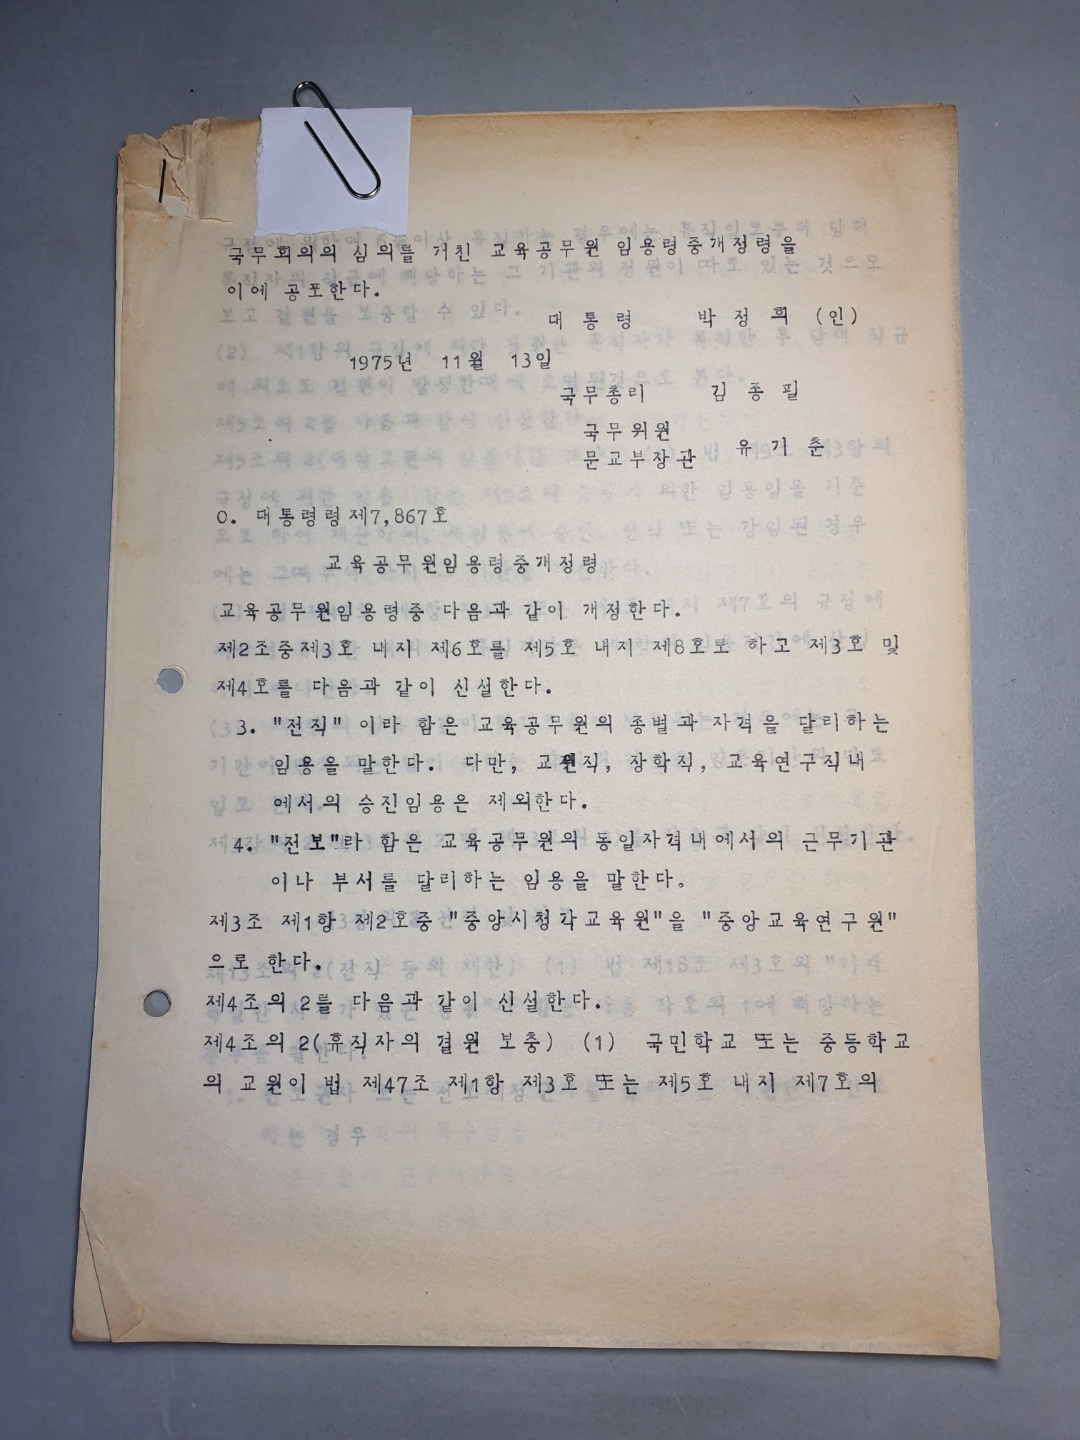 국무회의의 심의를 거친 교육공무원 임용령중개정령을
이에 공포한다.
대통령 박정희 (인)
1975년 11월 13일
국무총리 김종필
국무위원
문교부장관 유기춘
0. 대통령령 제7,867호
교육공무원임용령중개정령
교육공무원임용령중 다음과 같이 개정한다.
제2조중제3호 내지 제6호를 제5호 내지 제8호로 하고 제3호 및
제4호를 다음과 같이 신설한다.
3. "전직" 이라 함은 교육공무원의 종별과 자격을 달리하는
임용을 말한다. 다만, 교원직, 장학직, 교육연구직내
에서의 승진임용은 제외한다.
4. "전보"라 함은 교육공무원의 동일자격내에서의 근무기관
이나 부서를 달리하는 임용을 말한다.
제3조 제1항 제2호중 "중앙시청각교육원"을 "중앙교육연구원"
으로 한다.
제4조의 2를 다음과 같이 신설한다.
제4조의 2(휴직자의 결원 보충) (1) 국민학교 또는 중등학교
의 교원이 법 제47조 제1항 제3호 또는 제5호 내지 제7호의